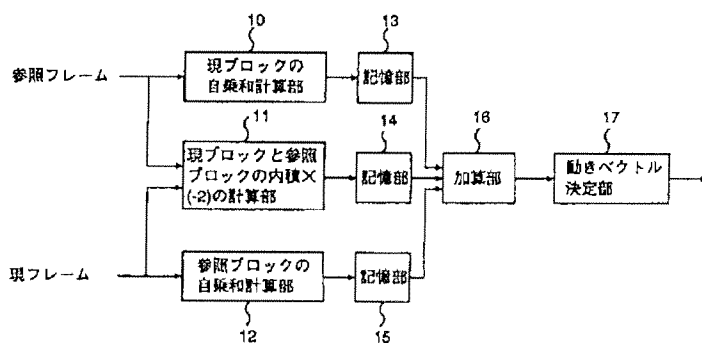 10
13
参照フレーム
現ブロックの
自乗和計算部
記憶部
11
14
16
17
現ブロックと参照
ブロックの内積×
(-2)の計算部
記憶部
加算部
動きベクトル
決定部
現フレーム
参照ブロックの
自乗和計算部
記憶部
12
15